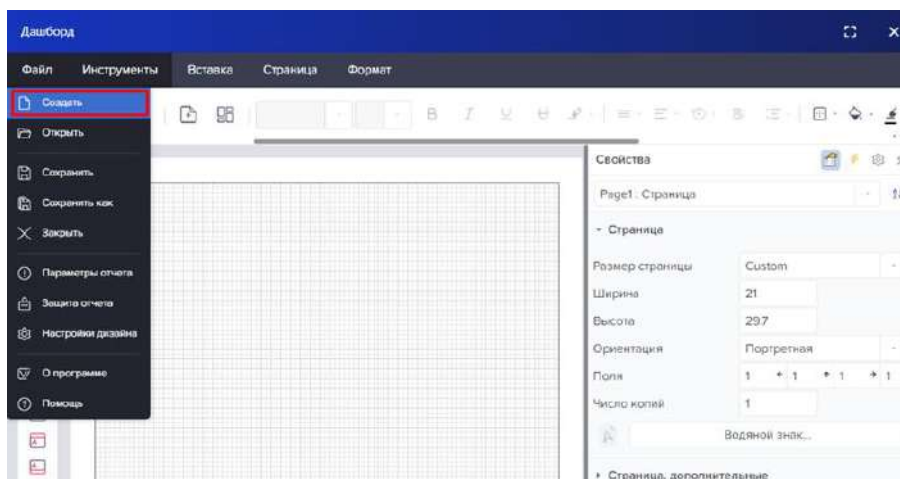 Дашборд
Файл Инструменты Вставка Страница Формат
Создать
Открыть
Сохранить
Сохранить как
Закрыть
Параметры отчета
Защита отчета
Настройки дизайна
О программе
Помощь
B I U
Свойства
Page1 : Страница
Страница
Размер страницы Custom
Ширина 21
Высота 29.7
Ориентация Портретная
Поля 1 1 1 1
Число копий 1
Водяной знак...
Страница, дополнительные